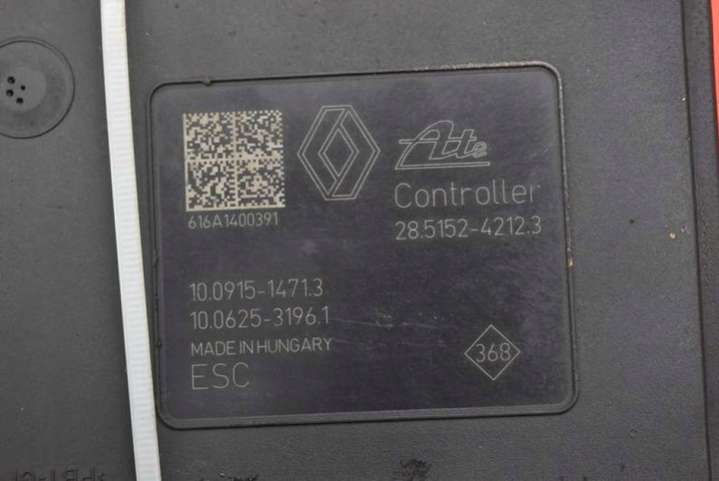 616A1400391
Ate
Controller
28.5152-4212.3
10.0915-1471.3
10.0625-3196.1
MADE IN HUNGARY
ESC
368